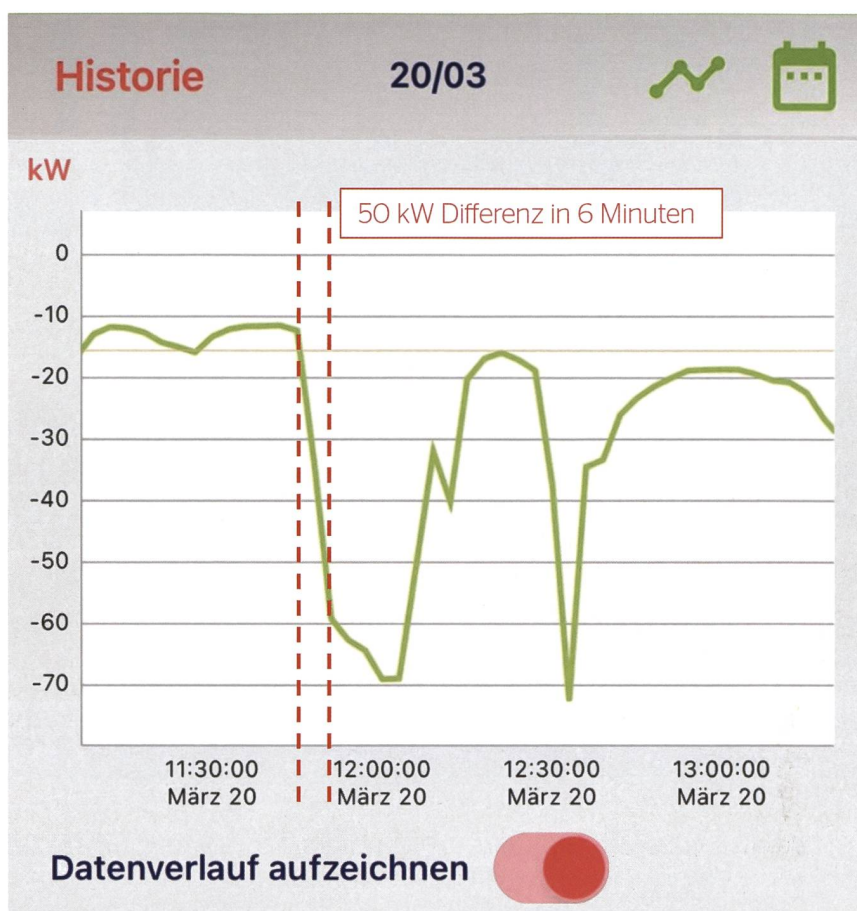 Historie 20/03
kW
50 kW Differenz in 6 Minuten
0
-10
-20
-30
-40
-50
-60
-70
11:30:00 12:00:00 12:30:00 13:00:00
März 20 März 20 März 20 März 20
Datenverlauf aufzeichnen